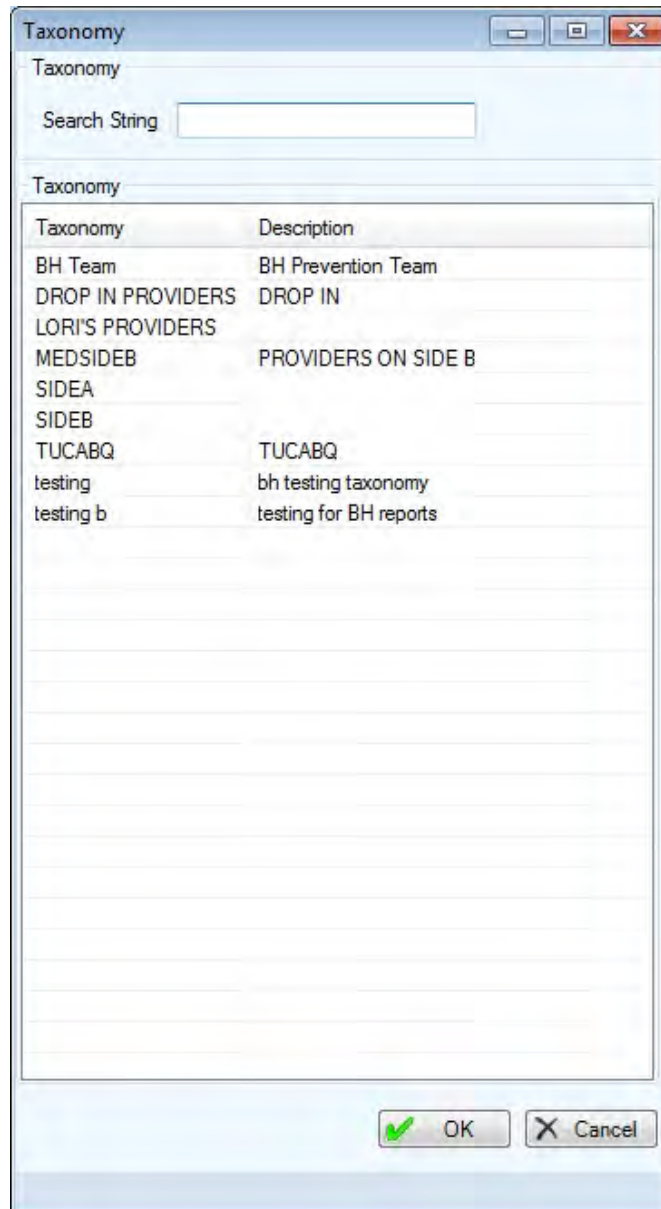 Taxonomy
Taxonomy
Search String
Taxonomy
Taxonomy Description
BH Team BH Prevention Team
DROP IN PROVIDERS DROP IN
LORI'S PROVIDERS
MEDSIDEB PROVIDERS ON SIDE B
SIDEA
SIDEB
TUCABQ TUCABQ
testing bh testing taxonomy
testing b testing for BH reports
OK Cancel